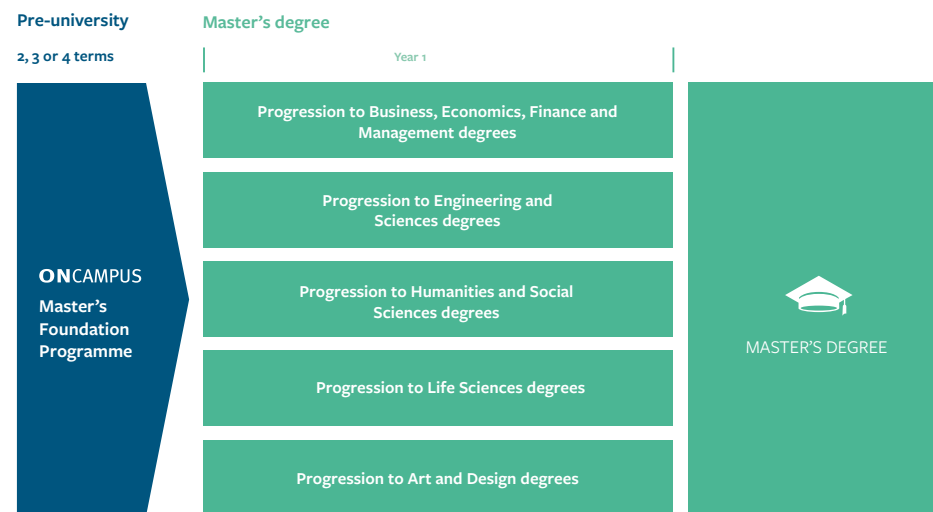 Pre-university
Master's degree
2, 3 or 4 terms
Year 1
Progression to Business, Economics, Finance and
Management degrees
Progression to Engineering and
Sciences degrees
ONCAMPUS
Master's
Foundation
Programme
Progression to Humanities and Social
Sciences degrees
Progression to Life Sciences degrees
Progression to Art and Design degrees
MASTER'S DEGREE